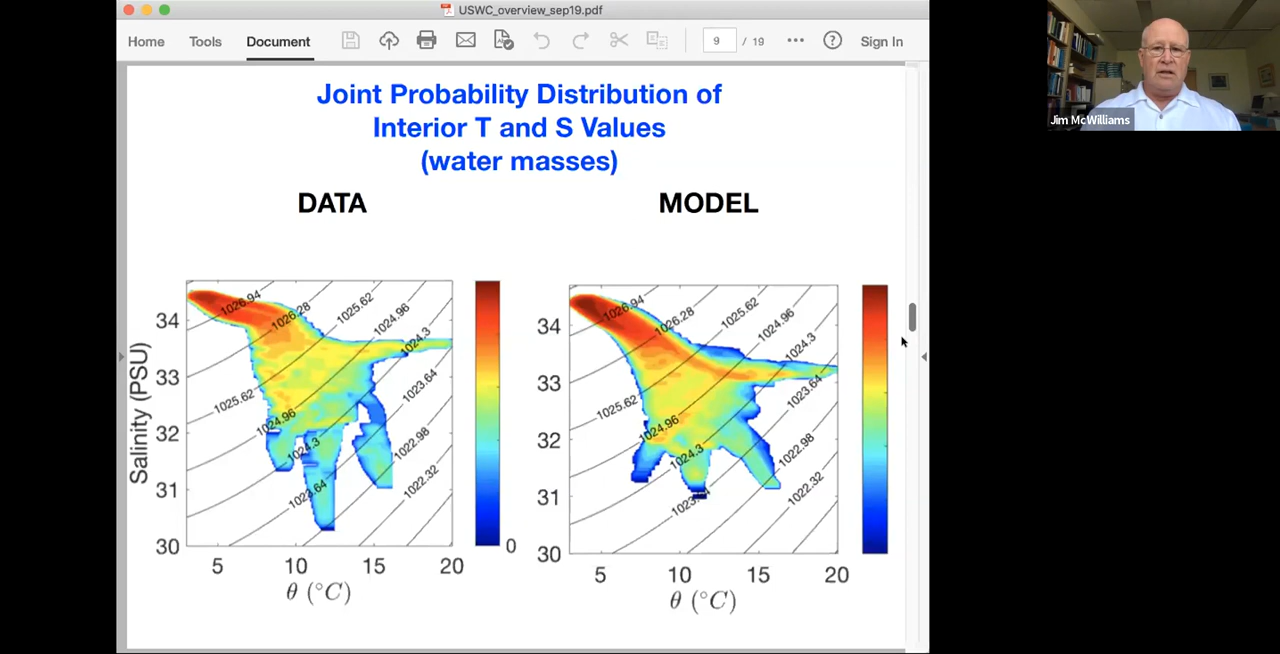 USWC_overview_sep19.pdf
Home Tools Document 9 / 19 Sign In
Joint Probability Distribution of
Interior T and S Values
(water masses)
DATA MODEL
Jim McWilliams
Salinity (PSU)
34
33
32
31
30
5 10 15 20
θ (°C)
1026.94
1026.28
1025.62
1024.96
1024.3
1023.64
1025.62
1024.96
1024.3
1023.64
1022.98
1022.32
0
34
33
32
31
30
5 10 15 20
θ (°C)
1026.94
1026.28
1025.62
1024.96
1024.3
1023.64
1025.62
1024.96
1024.3
1022.98
1022.32